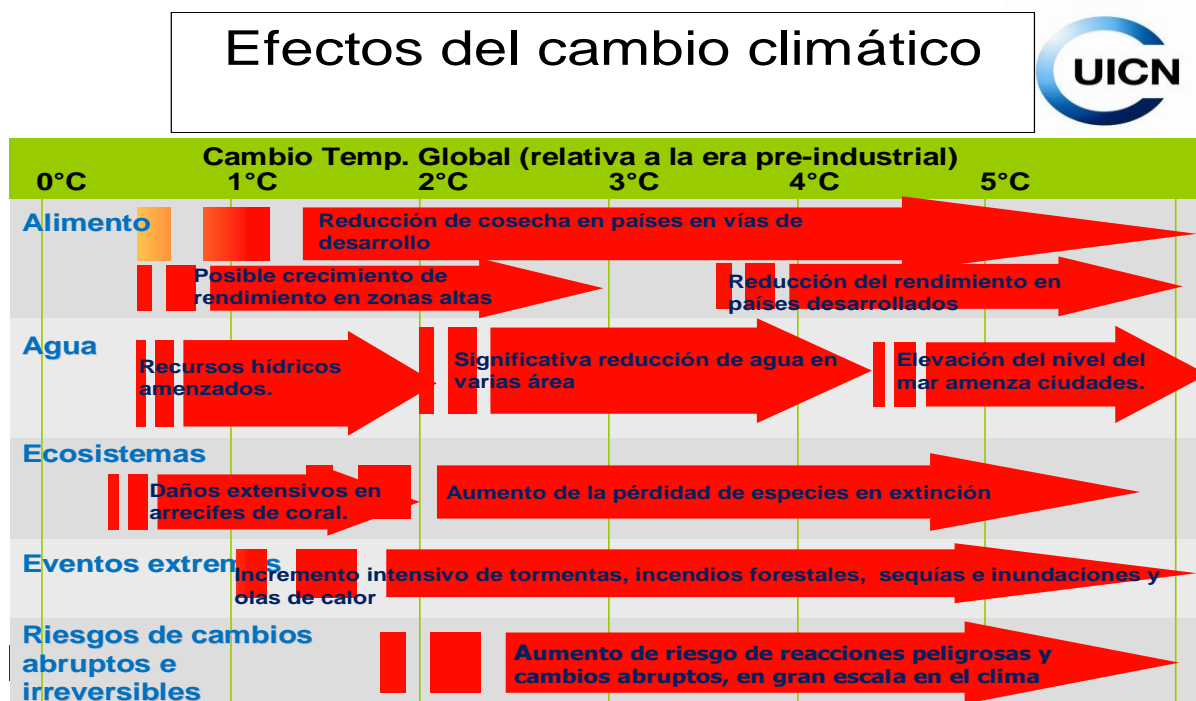 Efectos del cambio climático
UICN
Cambio Temp. Global (relativa a la era pre-industrial)
0°C 1°C 2°C 3°C 4°C 5°C
Alimento
Reducción de cosecha en países en vías de
desarrollo
Posible crecimiento de
rendimiento en zonas altas
Reducción del rendimiento en
países desarrollados
Agua
Recursos hídricos
amenzados.
Significativa reducción de agua en
varias área
Elevación del nivel del
mar amenza ciudades.
Ecosistemas
Daños extensivos en
arrecifes de coral.
Aumento de la pérdidad de especies en extinción
Eventos extremos
Incremento intensivo de tormentas, incendios forestales, sequías e inundaciones y
olas de calor
Riesgos de cambios
abruptos e
irreversibles
Aumento de riesgo de reacciones peligrosas y
cambios abruptos, en gran escala en el clima